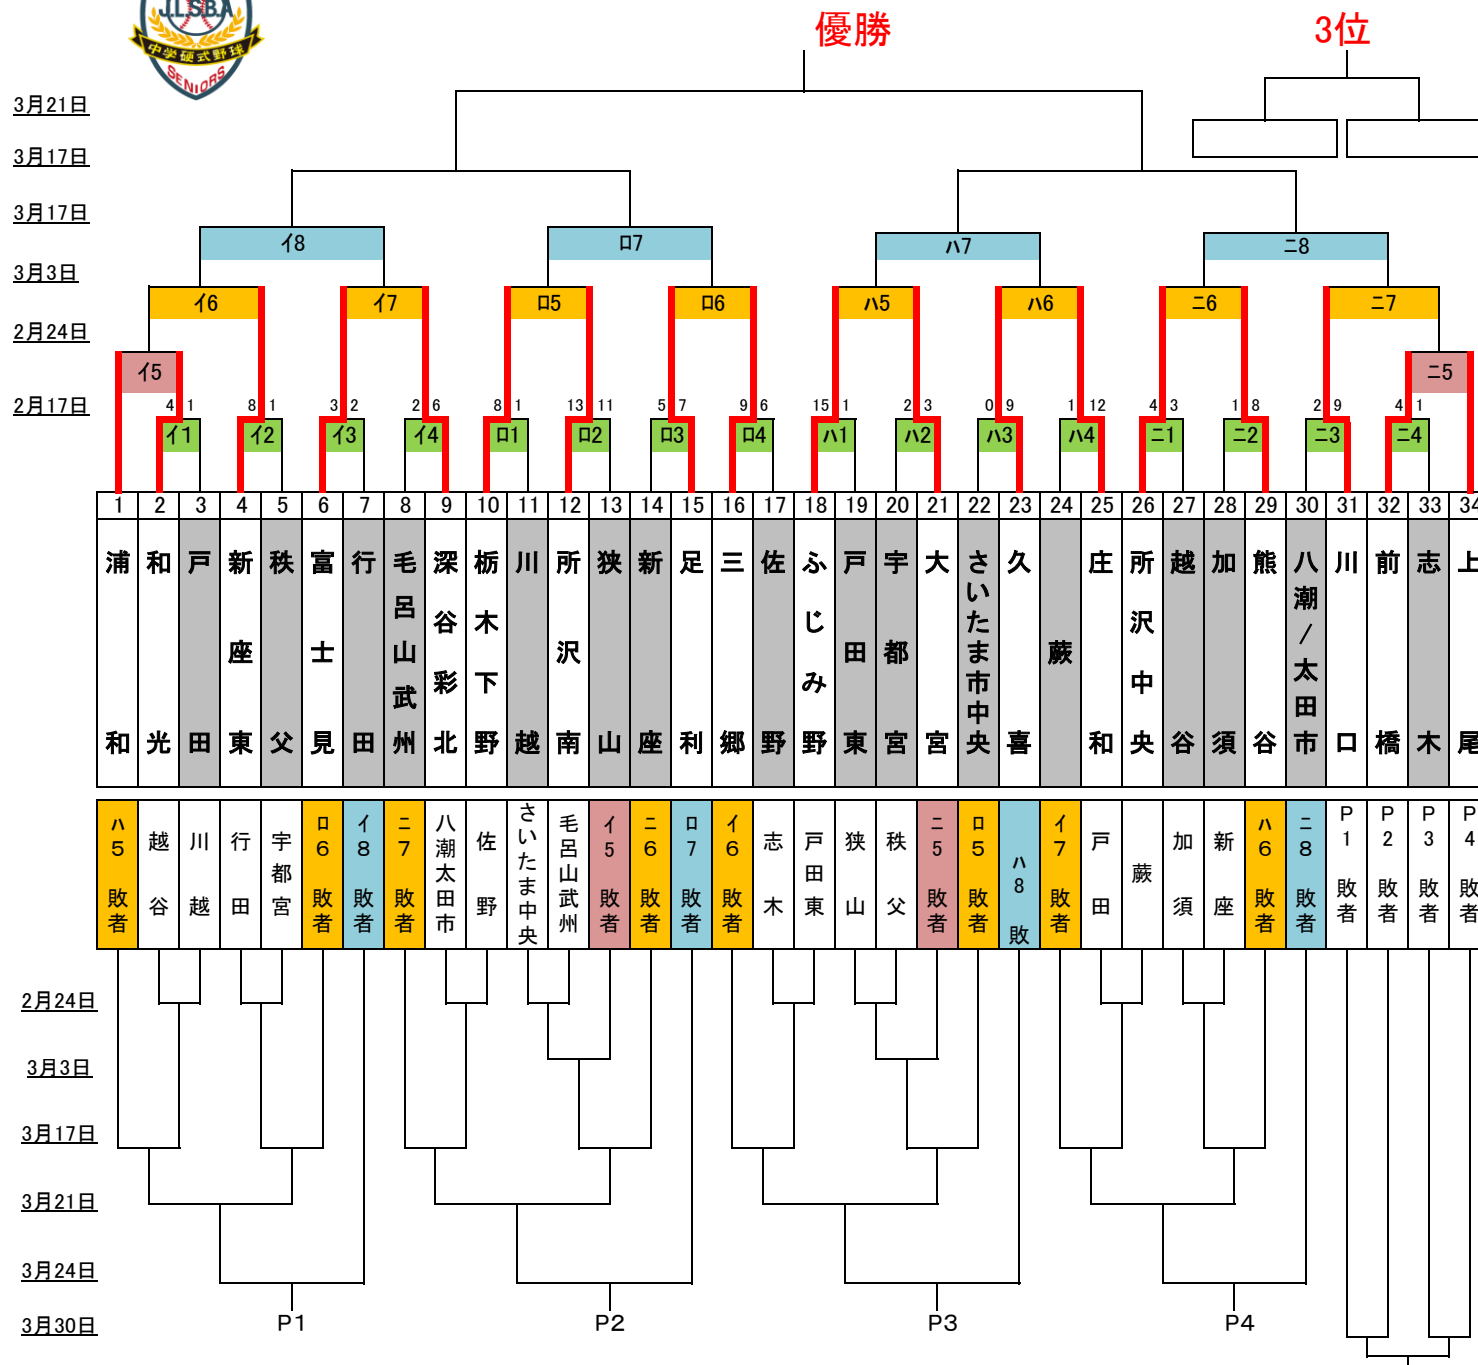 J.L.S.B.A
中学硬式野球
SENIORS
優勝
3位
3月21日
3月17日
3月17日
ｲ8
ﾛ7
ﾊ7
ﾆ8
3月3日
ｲ6
ｲ7
ﾛ5
ﾛ6
ﾊ5
ﾊ6
ﾆ6
ﾆ7
2月24日
ｲ5
ﾆ5
2月17日
4 1 8 1 3 2 2 6 8 1 13 11 5 7 9 6 15 1 2 3 0 9 1 12 4 3 1 8 2 9 4 1
ｲ1 ｲ2 ｲ3 ｲ4 ﾛ1 ﾛ2 ﾛ3 ﾛ4 ﾊ1 ﾊ2 ﾊ3 ﾊ4 ﾆ1 ﾆ2 ﾆ3 ﾆ4
1 2 3 4 5 6 7 8 9 10 11 12 13 14 15 16 17 18 19 20 21 22 23 24 25 26 27 28 29 30 31 32 33 34
浦和
和光
戸田
新座東
秩父
富士見
行田
毛呂山武州
深谷彩北
栃木下野
川越
所沢南
狭山
新座
足利
三郷
佐野
ふじみ野
戸田東
宇都宮
大宮
さいたま市中央
久喜
蕨
庄和
所沢中央
越谷
加須
熊谷
八潮/太田市
川口
前橋
志木
上尾
ﾊ5 敗者
越谷
川越
行田
宇都宮
ﾛ6 敗者
ｲ8 敗者
ﾆ7 敗者
八潮太田市
佐野
さいたま中央
毛呂山武州
ｲ5 敗者
ﾆ6 敗者
ﾛ7 敗者
ｲ6 敗者
志木
戸田東
狭山
秩父
ﾆ5 敗者
ﾛ5 敗者
ﾊ8 敗
ｲ7 敗者
戸田
蕨
加須
新座
ﾊ6 敗者
ﾆ8 敗者
P1 敗者
P2 敗者
P3 敗者
P4 敗者
2月24日
3月3日
3月17日
3月21日
3月24日
3月30日
P1
P2
P3
P4